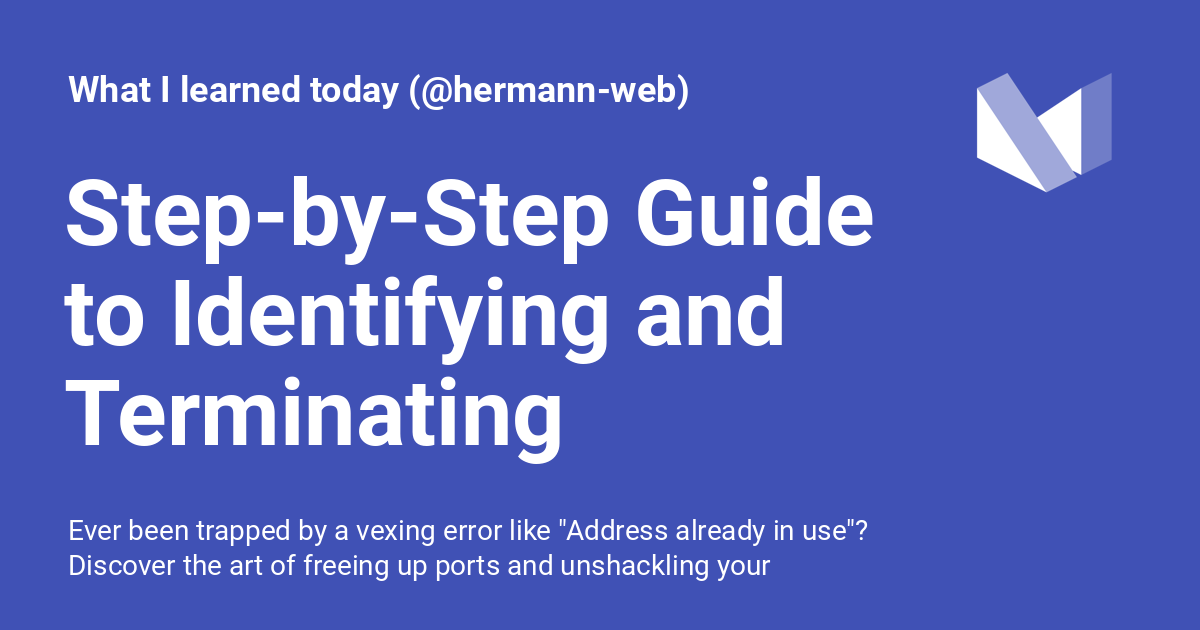 What I learned today (@hermann-web)
Step-by-Step Guide
to Identifying and
Terminating
Ever been trapped by a vexing error like "Address already in use"?
Discover the art of freeing up ports and unshackling your